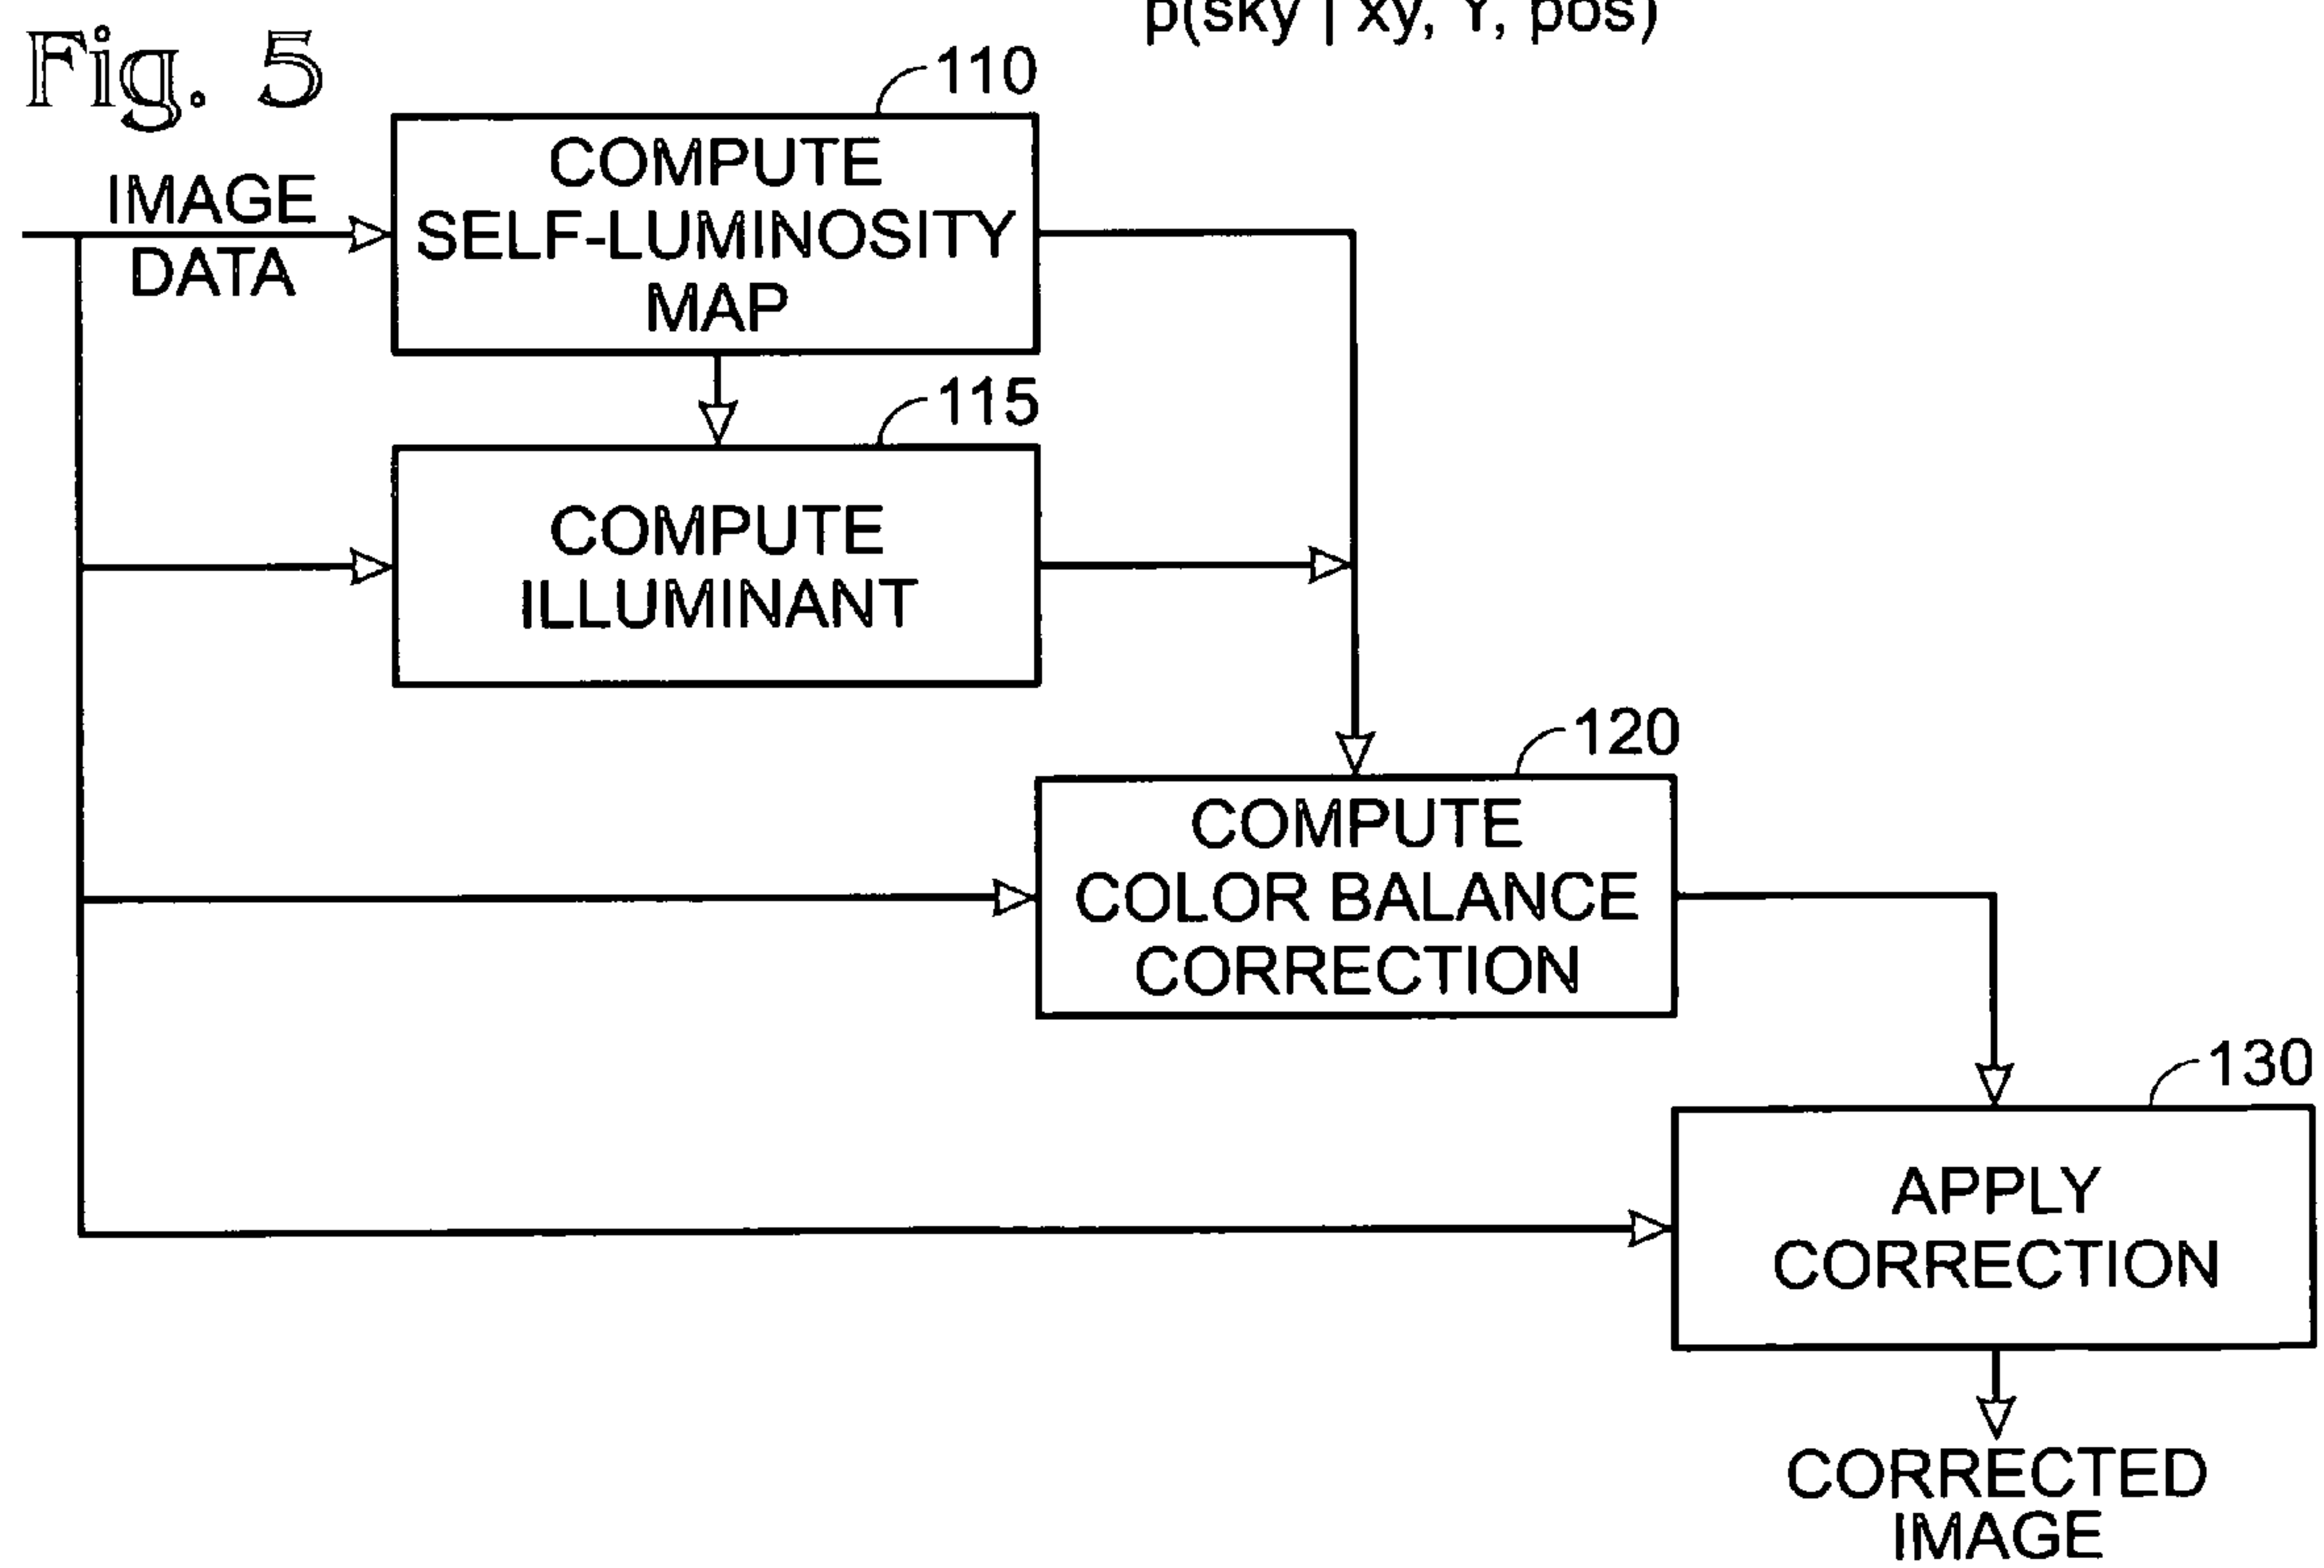 p(sky | xy, Y, pos)
Fig. 5
110
COMPUTE
SELF-LUMINOSITY
MAP
IMAGE
DATA
115
COMPUTE
ILLUMINANT
120
COMPUTE
COLOR BALANCE
CORRECTION
130
APPLY
CORRECTION
CORRECTED
IMAGE